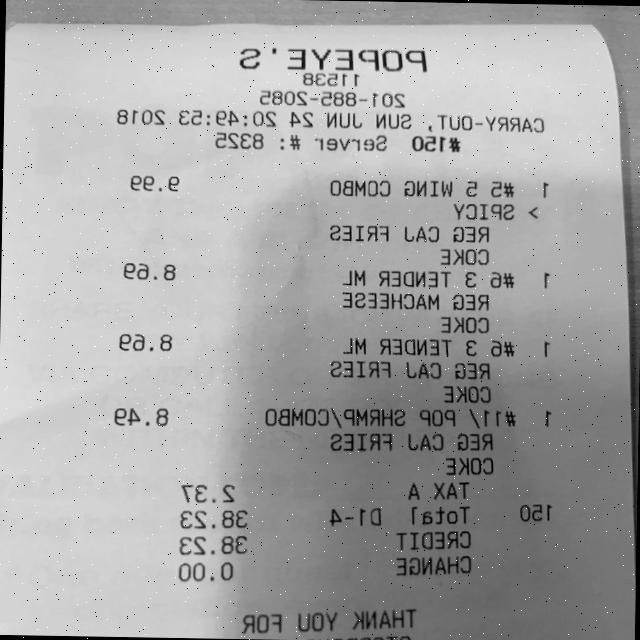 POPEYE'S
11538
201-885-2085
CARRY-OUT, SUN JUN 24 20:49:53 2018
#150 Server #: 8325
1 #5 5 WING COMBO 9.99
> SPICY
REG CAJ FRIES
COKE
1 #6 3 TENDER ML 8.69
REG MACHEESE
COKE
1 #6 3 TENDER ML 8.69
REG CAJ FRIES
COKE
1 #11/ POP SHRMP/COMBO 8.49
REG CAJ FRIES
COKE
TAX A 2.37
150 Total D1-4 38.23
CREDIT 38.23
CHANGE 0.00
THANK YOU FOR